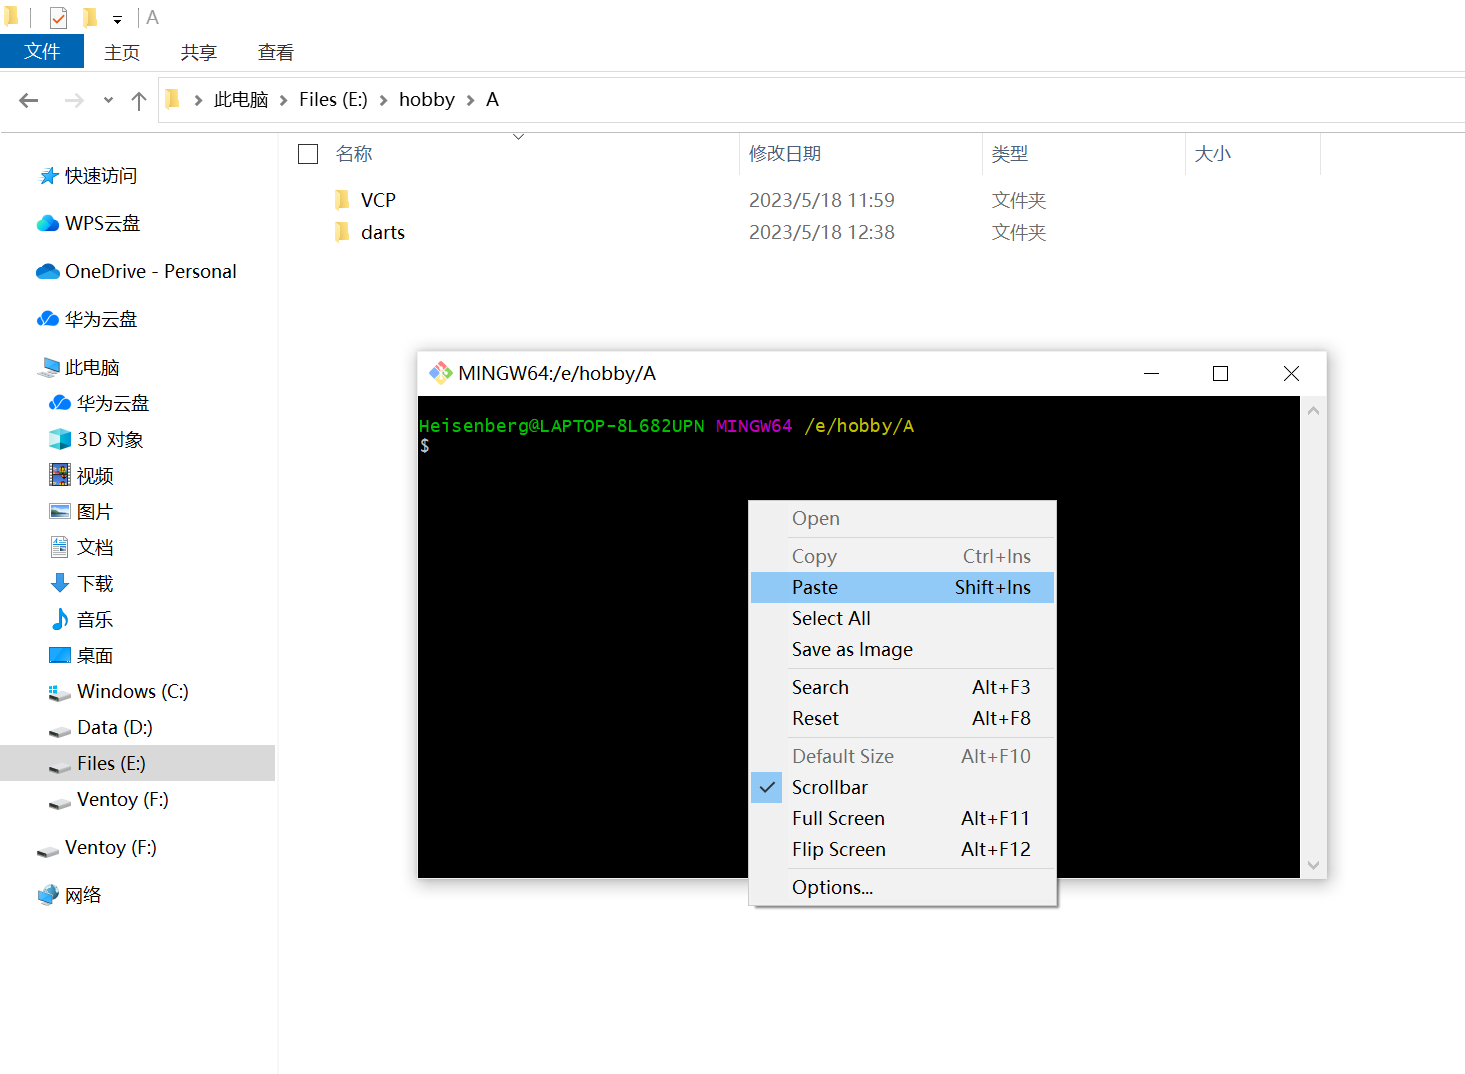 A
文件 主页 共享 查看
此电脑 Files (E:) hobby A
名称 修改日期 类型 大小
VCP 2023/5/18 11:59 文件夹
darts 2023/5/18 12:38 文件夹
快速访问
WPS云盘
OneDrive - Personal
华为云盘
此电脑
华为云盘
3D 对象
视频
图片
文档
下载
音乐
桌面
Windows (C:)
Data (D:)
Files (E:)
Ventoy (F:)
Ventoy (F:)
网络
MINGW64:/e/hobby/A
Heisenberg@LAPTOP-8L682UPN MINGW64 /e/hobby/A
$
Open
Copy Ctrl+Ins
Paste Shift+Ins
Select All
Save as Image
Search Alt+F3
Reset Alt+F8
Default Size Alt+F10
Scrollbar
Full Screen Alt+F11
Flip Screen Alt+F12
Options...